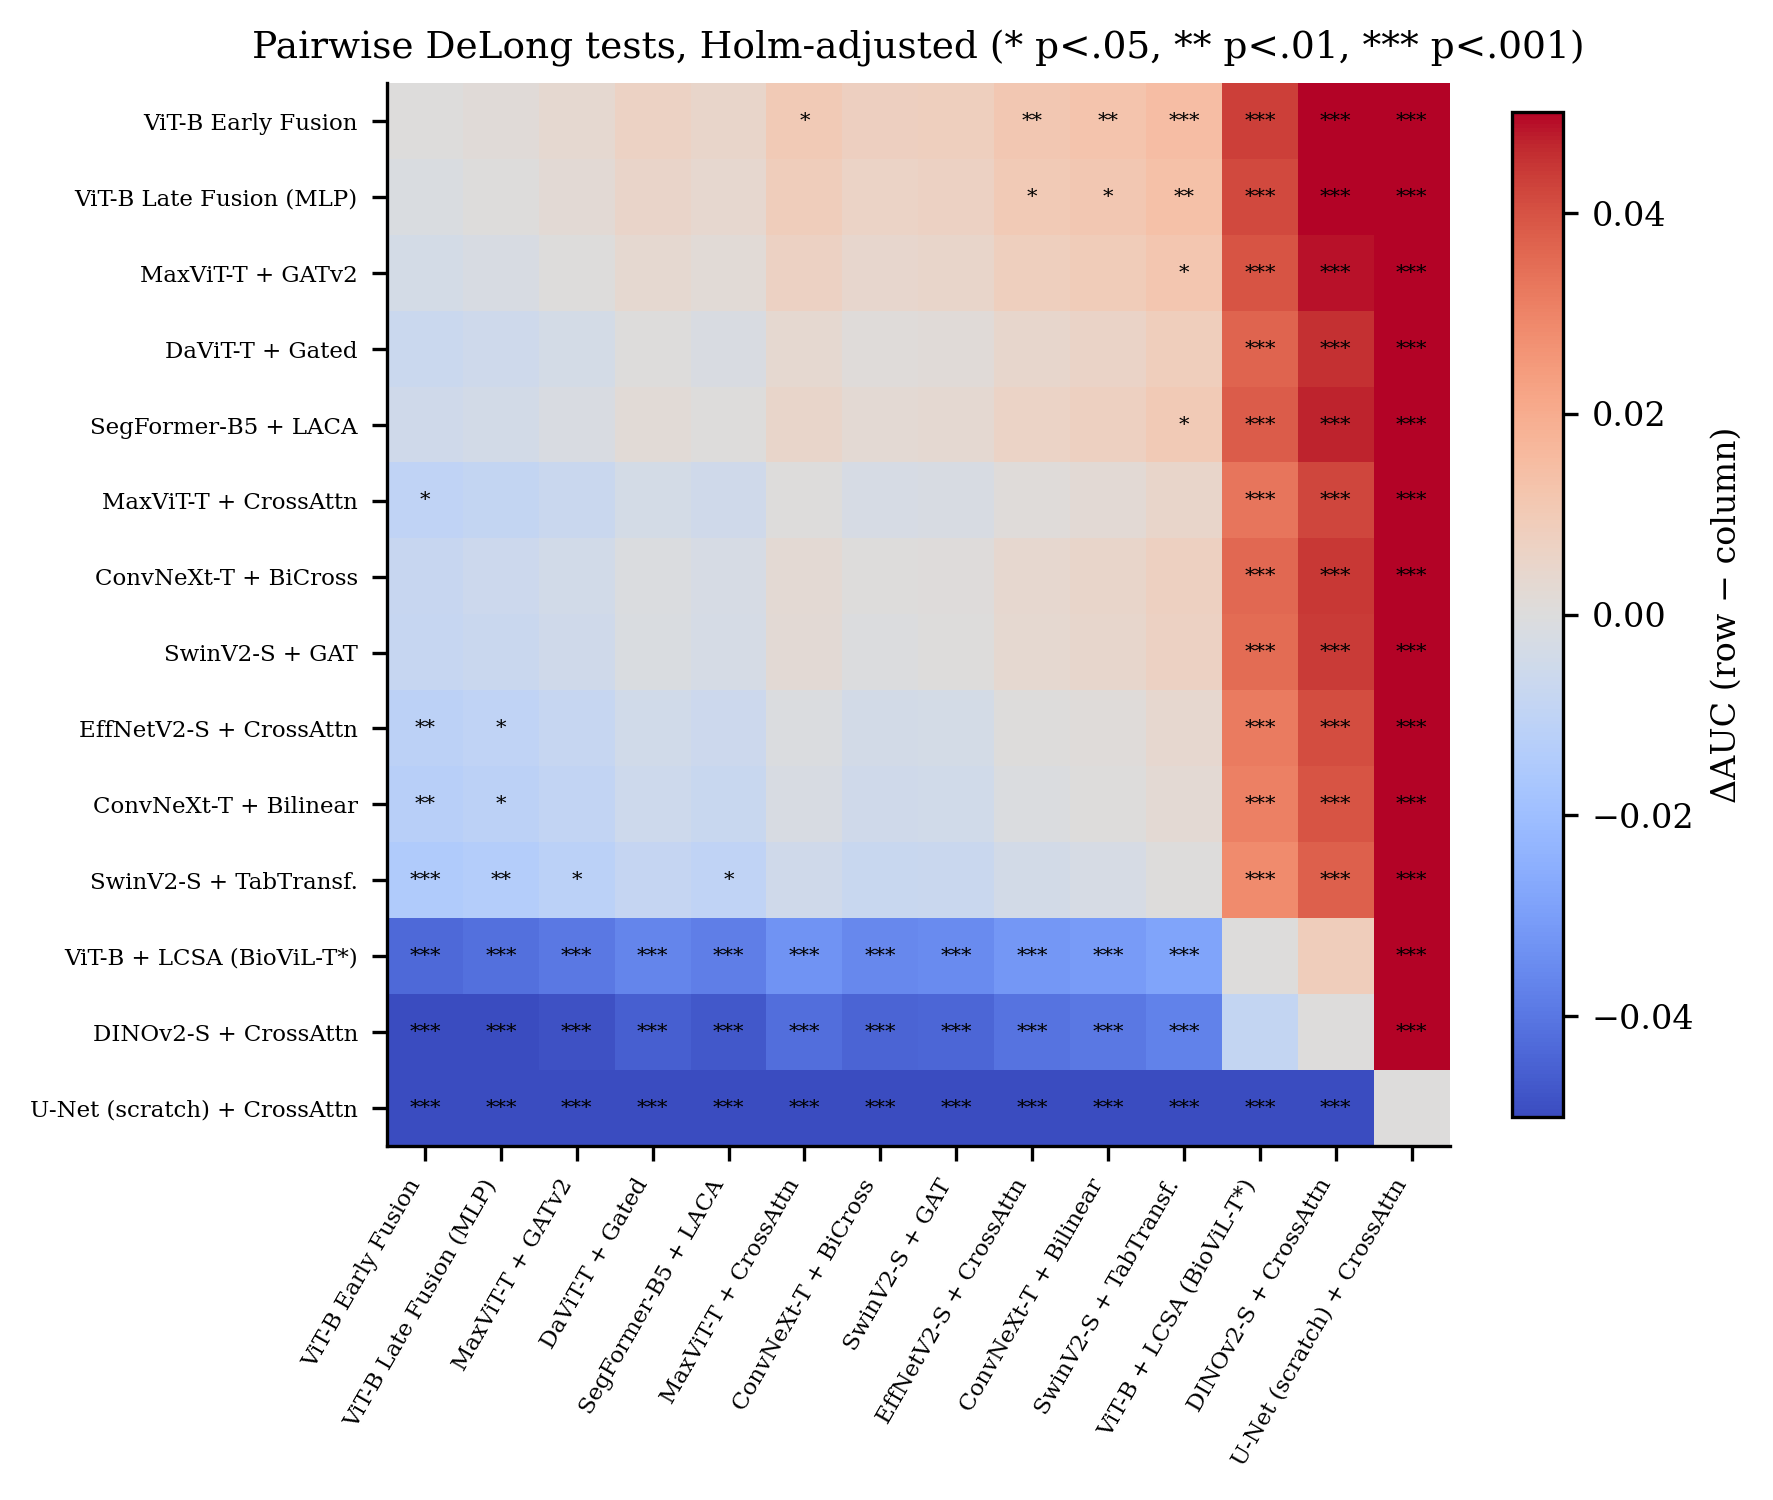 Pairwise DeLong tests, Holm-adjusted (* p<.05, ** p<.01, *** p<.001)
ViT-B Early Fusion * ** ** *** *** *** ***
ViT-B Late Fusion (MLP) * * ** *** *** ***
MaxViT-T + GATv2 * *** *** ***
DaViT-T + Gated *** *** ***
SegFormer-B5 + LACA * *** *** ***
MaxViT-T + CrossAttn * *** *** ***
ConvNeXt-T + BiCross *** *** ***
SwinV2-S + GAT *** *** ***
EffNetV2-S + CrossAttn ** * *** *** ***
ConvNeXt-T + Bilinear ** * *** *** ***
SwinV2-S + TabTransf. *** ** * * *** *** ***
ViT-B + LCSA (BioViL-T*) *** *** *** *** *** *** *** *** *** *** *** ***
DINOv2-S + CrossAttn *** *** *** *** *** *** *** *** *** *** *** ***
U-Net (scratch) + CrossAttn *** *** *** *** *** *** *** *** *** *** *** *** ***
ViT-B Early Fusion
ViT-B Late Fusion (MLP)
MaxViT-T + GATv2
DaViT-T + Gated
SegFormer-B5 + LACA
MaxViT-T + CrossAttn
ConvNeXt-T + BiCross
SwinV2-S + GAT
EffNetV2-S + CrossAttn
ConvNeXt-T + Bilinear
SwinV2-S + TabTransf.
ViT-B + LCSA (BioViL-T*)
DINOv2-S + CrossAttn
U-Net (scratch) + CrossAttn
0.04
0.02
0.00
−0.02
−0.04
ΔAUC (row − column)